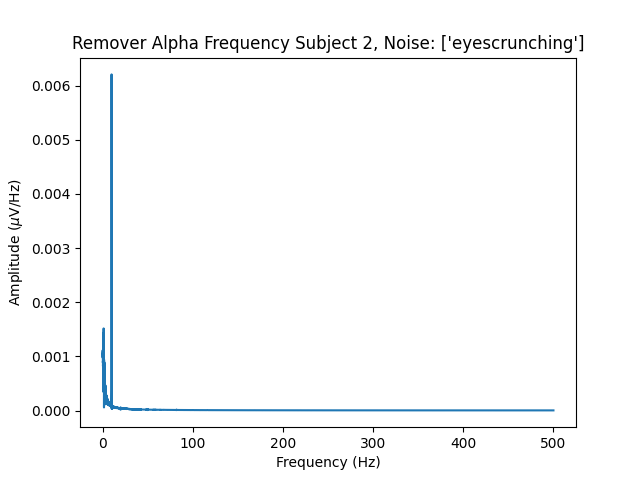 Remover Alpha Frequency Subject 2, Noise: ['eyescrunching']
0.006
0.005
0.004
0.003
0.002
0.001
0.000
Amplitude (μV/Hz)
0 100 200 300 400 500
Frequency (Hz)